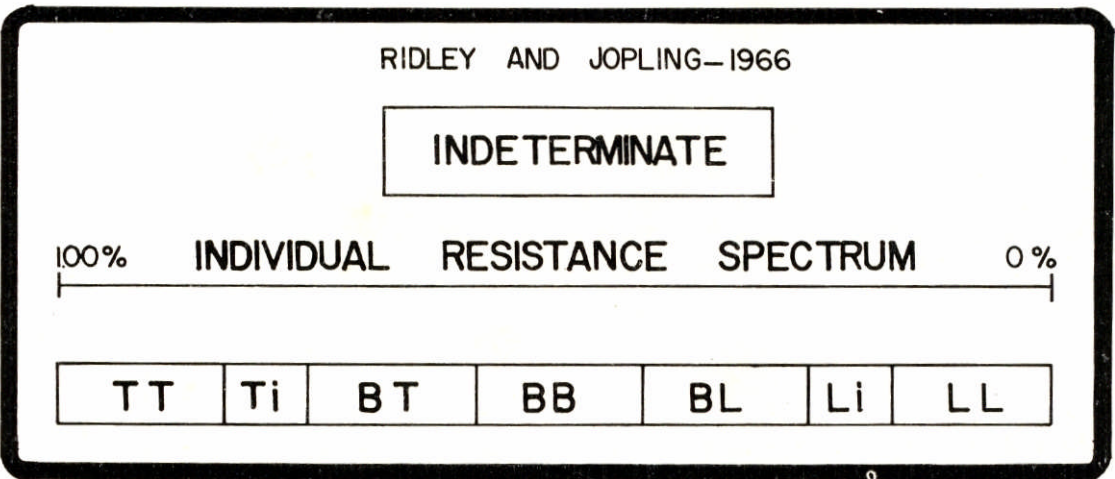 RIDLEY AND JOPLING–1966
INDETERMINATE
100% INDIVIDUAL RESISTANCE SPECTRUM 0%
TT Ti BT BB BL Li LL